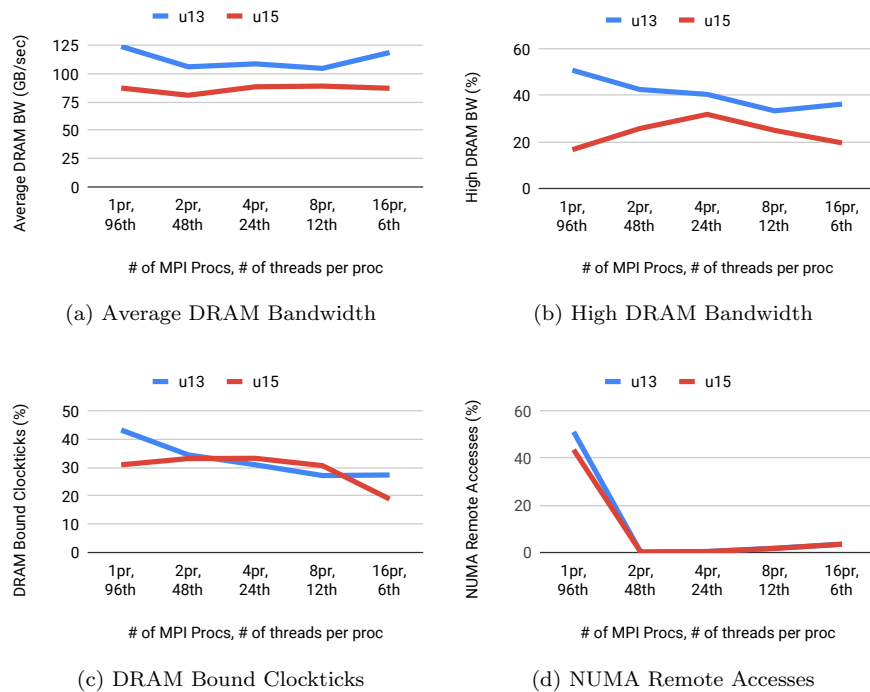 u13 u15
Average DRAM BW (GB/sec)
125
100
75
50
25
0
1pr, 2pr, 4pr, 8pr, 16pr,
96th 48th 24th 12th 6th
# of MPI Procs, # of threads per proc
(a) Average DRAM Bandwidth
u13 u15
High DRAM BW (%)
60
40
20
0
1pr, 2pr, 4pr, 8pr, 16pr,
96th 48th 24th 12th 6th
# of MPI Procs, # of threads per proc
(b) High DRAM Bandwidth
u13 u15
DRAM Bound Clockticks (%)
50
40
30
20
10
0
1pr, 2pr, 4pr, 8pr, 16pr,
96th 48th 24th 12th 6th
# of MPI Procs, # of threads per proc
(c) DRAM Bound Clockticks
u13 u15
NUMA Remote Accesses (%)
60
40
20
0
1pr, 2pr, 4pr, 8pr, 16pr,
96th 48th 24th 12th 6th
# of MPI Procs, # of threads per proc
(d) NUMA Remote Accesses